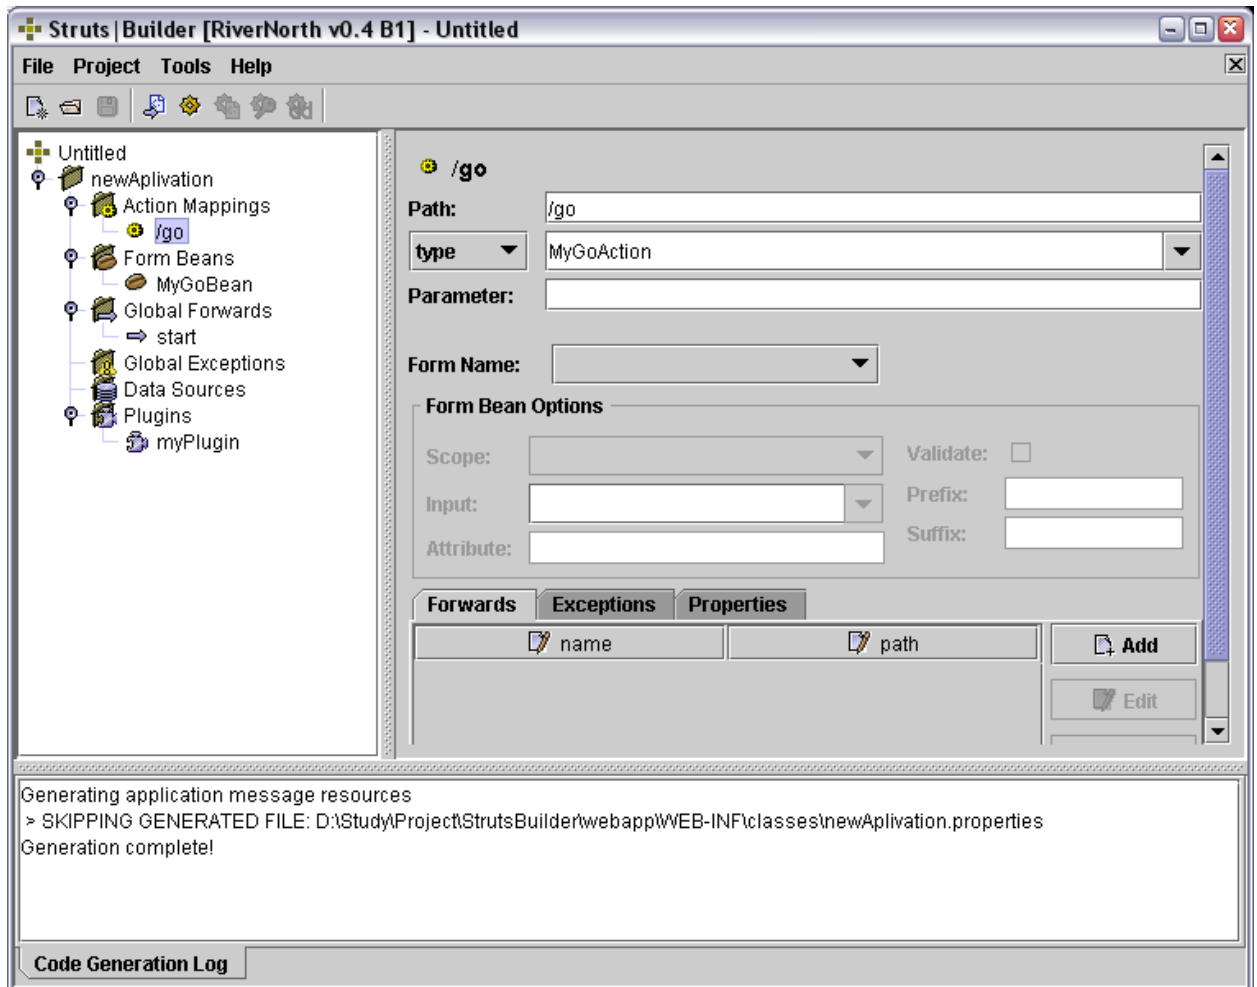 Struts|Builder [RiverNorth v0.4 B1] - Untitled
File Project Tools Help
Untitled
newAplivation
Action Mappings
/go
Form Beans
MyGoBean
Global Forwards
start
Global Exceptions
Data Sources
Plugins
myPlugin
/go
Path: /go
type MyGoAction
Parameter:
Form Name:
Form Bean Options
Scope: Validate:
Input: Prefix:
Attribute: Suffix:
Forwards Exceptions Properties
name path Add
Edit
Generating application message resources
> SKIPPING GENERATED FILE: D:\Study\Project\StrutsBuilder\webapp\WEB-INF\classes\newAplivation.properties
Generation complete!
Code Generation Log